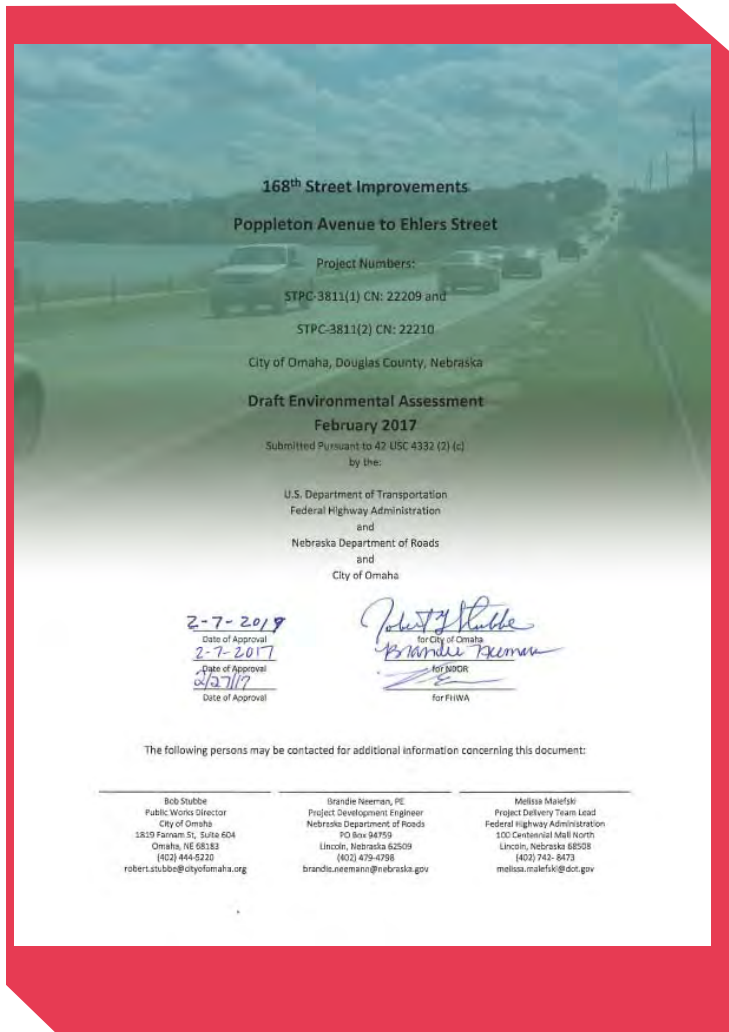 168th Street Improvements
Poppleton Avenue to Ehlers Street
Project Numbers:
STPC-3811(1) CN: 22209 and
STPC-3811(2) CN: 22210
City of Omaha, Douglas County, Nebraska
Draft Environmental Assessment
February 2017
Submitted Pursuant to 42 USC 4332 (2) (c)
by the:
U.S. Department of Transportation
Federal Highway Administration
and
Nebraska Department of Roads
and
City of Omaha
2-7-2019 Robert G Stubbe
Date of Approval for City of Omaha
2-7-2017 Brandie Neemann
Date of Approval for NDOR
2/27/17
Date of Approval for FHWA
The following persons may be contacted for additional information concerning this document:
Bob Stubbe
Public Works Director
City of Omaha
1819 Farnam St, Suite 604
Omaha, NE 68183
(402) 444-5220
robert.stubbe@cityofomaha.org
Brandie Neeman, PE
Project Development Engineer
Nebraska Department of Roads
PO Box 94759
Lincoln, Nebraska 62509
(402) 479-4798
brandie.neemann@nebraska.gov
Melissa Maiefski
Project Delivery Team Lead
Federal Highway Administration
100 Centennial Mall North
Lincoln, Nebraska 68508
(402) 742- 8473
melissa.maiefski@dot.gov